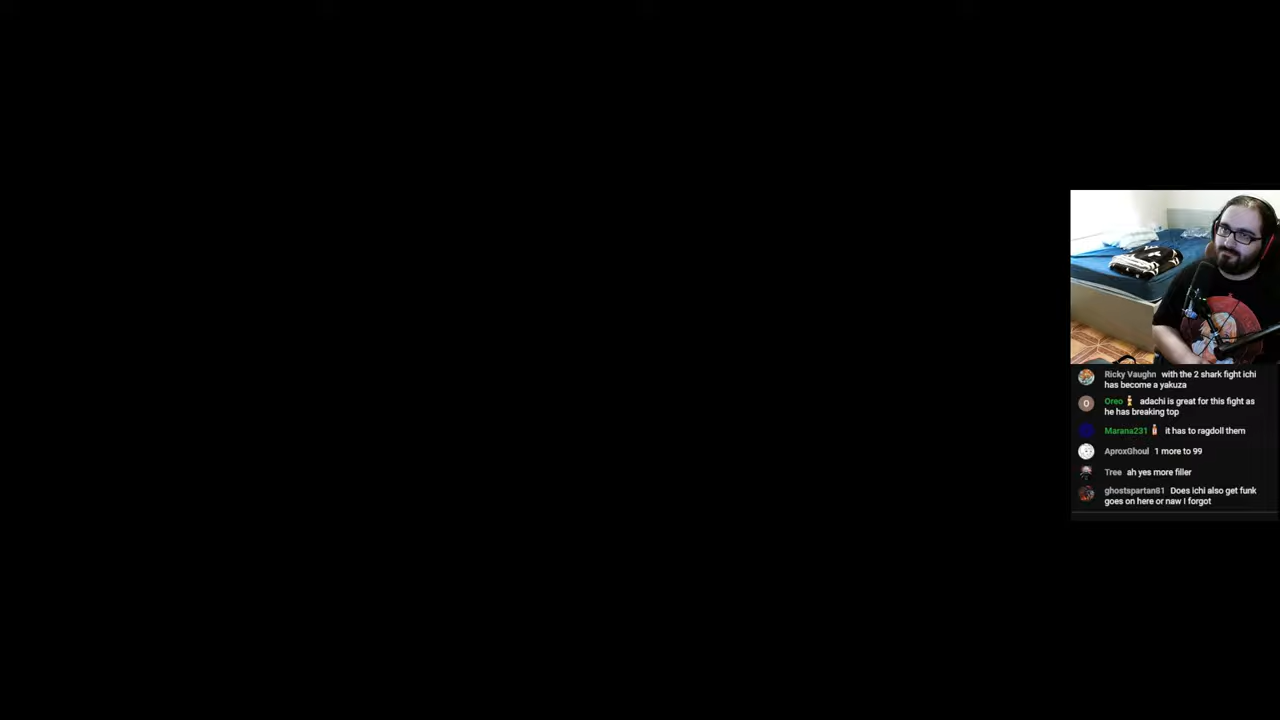 Ricky Vaughn with the 2 shark fight ichi
has become a yakuza
Oreo adachi is great for this fight as
he has breaking top
Marana231 it has to ragdoll them
AproxGhoul 1 more to 99
Tree ah yes more filler
ghostspartan81 Does ichi also get funk
goes on here or naw I forgot